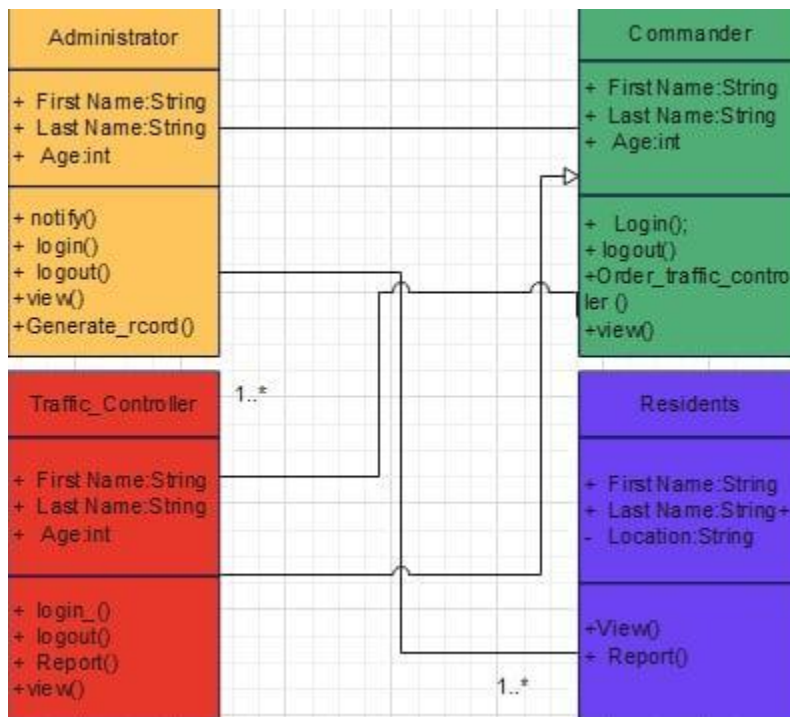 Administrator
+ First Name:String
+ Last Name:String
+ Age:int
+ notify()
+ login()
+ logout()
+view()
+Generate_rcord()
Commander
+ First Name:String
+ Last Name:String
+ Age:int
+ Login();
+ logout()
+Order_traffic_contro
ler ()
+view()
1..*
Traffic_Controller
+ First Name:String
+ Last Name:String
+ Age:int
+ login_()
+ logout()
+ Report()
+view()
Residents
+ First Name:String
+ Last Name:String+
- Location:String
+View()
+ Report()
1..*